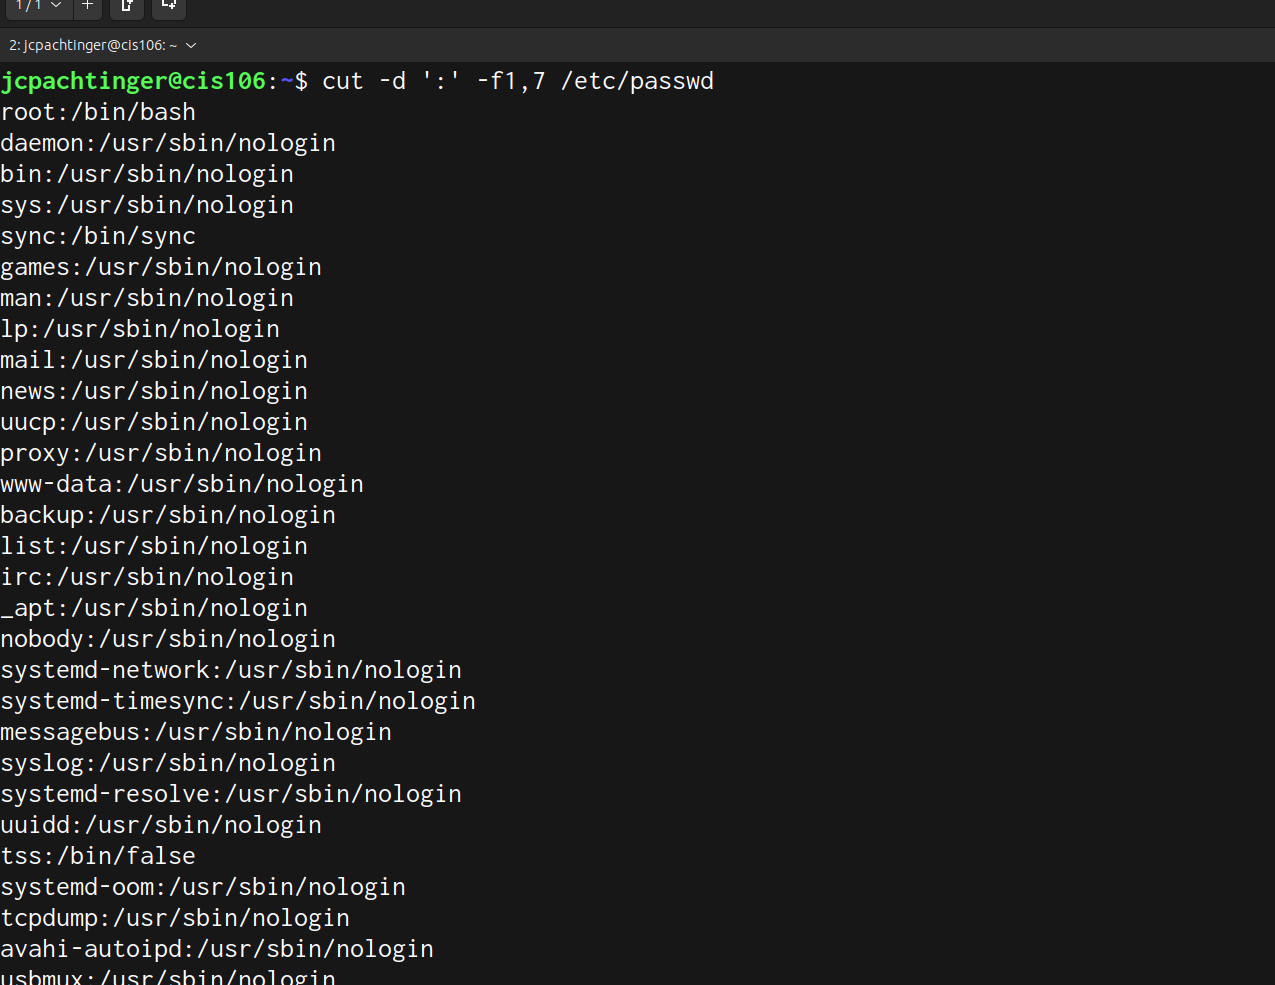 1/1
2: jcpachtinger@cis106: ~
jcpachtinger@cis106:~$ cut -d ':' -f1,7 /etc/passwd
root:/bin/bash
daemon:/usr/sbin/nologin
bin:/usr/sbin/nologin
sys:/usr/sbin/nologin
sync:/bin/sync
games:/usr/sbin/nologin
man:/usr/sbin/nologin
lp:/usr/sbin/nologin
mail:/usr/sbin/nologin
news:/usr/sbin/nologin
uucp:/usr/sbin/nologin
proxy:/usr/sbin/nologin
www-data:/usr/sbin/nologin
backup:/usr/sbin/nologin
list:/usr/sbin/nologin
irc:/usr/sbin/nologin
_apt:/usr/sbin/nologin
nobody:/usr/sbin/nologin
systemd-network:/usr/sbin/nologin
systemd-timesync:/usr/sbin/nologin
messagebus:/usr/sbin/nologin
syslog:/usr/sbin/nologin
systemd-resolve:/usr/sbin/nologin
uuidd:/usr/sbin/nologin
tss:/bin/false
systemd-oom:/usr/sbin/nologin
tcpdump:/usr/sbin/nologin
avahi-autoipd:/usr/sbin/nologin
usbmux:/usr/sbin/nologin